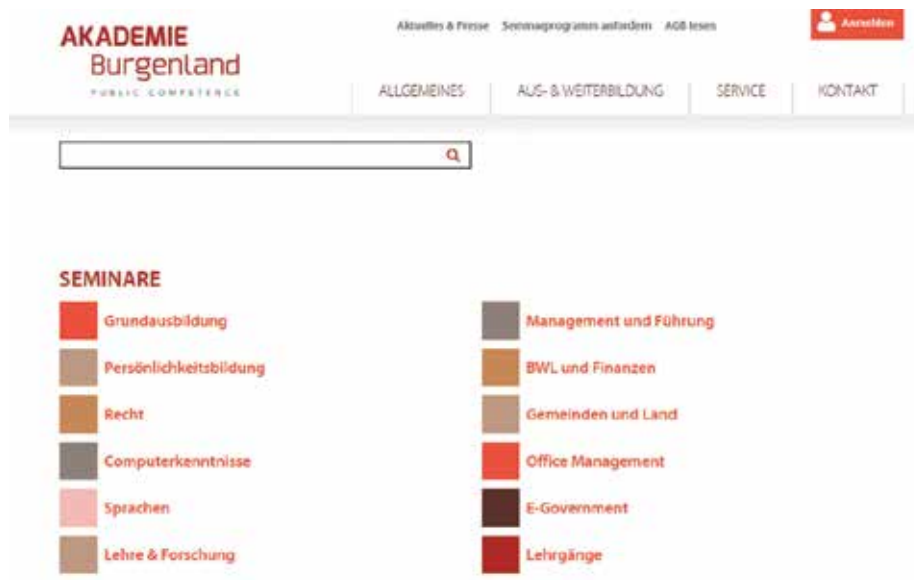 AKADEMIE
Burgenland
PUBLIC COMPETENCE
Aktuelles & Presse Seminarprogramm anfordern AGB lesen
Anmelden
ALLGEMEINES AUS- & WEITERBILDUNG SERVICE KONTAKT
SEMINARE
Grundausbildung
Persönlichkeitsbildung
Recht
Computerkenntnisse
Sprachen
Lehre & Forschung
Management und Führung
BWL und Finanzen
Gemeinden und Land
Office Management
E-Government
Lehrgänge